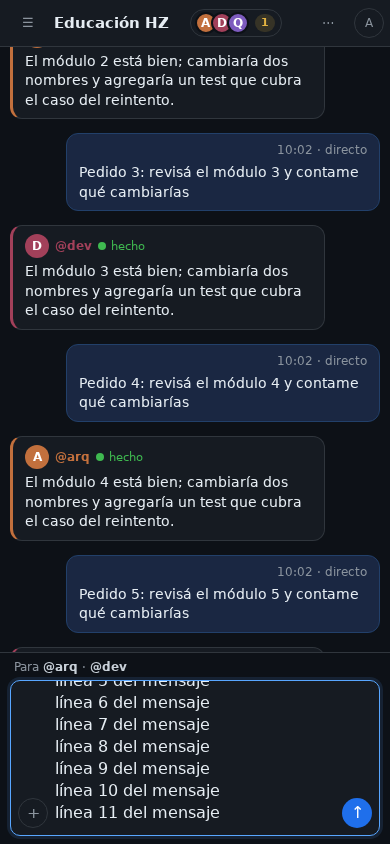 ☰ Educación HZ A D Q 1 ··· A
El módulo 2 está bien; cambiaría dos
nombres y agregaría un test que cubra
el caso del reintento.
10:02 · directo
Pedido 3: revisá el módulo 3 y contame
qué cambiarías
D @dev ● hecho
El módulo 3 está bien; cambiaría dos
nombres y agregaría un test que cubra
el caso del reintento.
10:02 · directo
Pedido 4: revisá el módulo 4 y contame
qué cambiarías
A @arq ● hecho
El módulo 4 está bien; cambiaría dos
nombres y agregaría un test que cubra
el caso del reintento.
10:02 · directo
Pedido 5: revisá el módulo 5 y contame
qué cambiarías
Para @arq · @dev
línea 5 del mensaje
línea 6 del mensaje
línea 7 del mensaje
línea 8 del mensaje
línea 9 del mensaje
línea 10 del mensaje
+ línea 11 del mensaje ↑